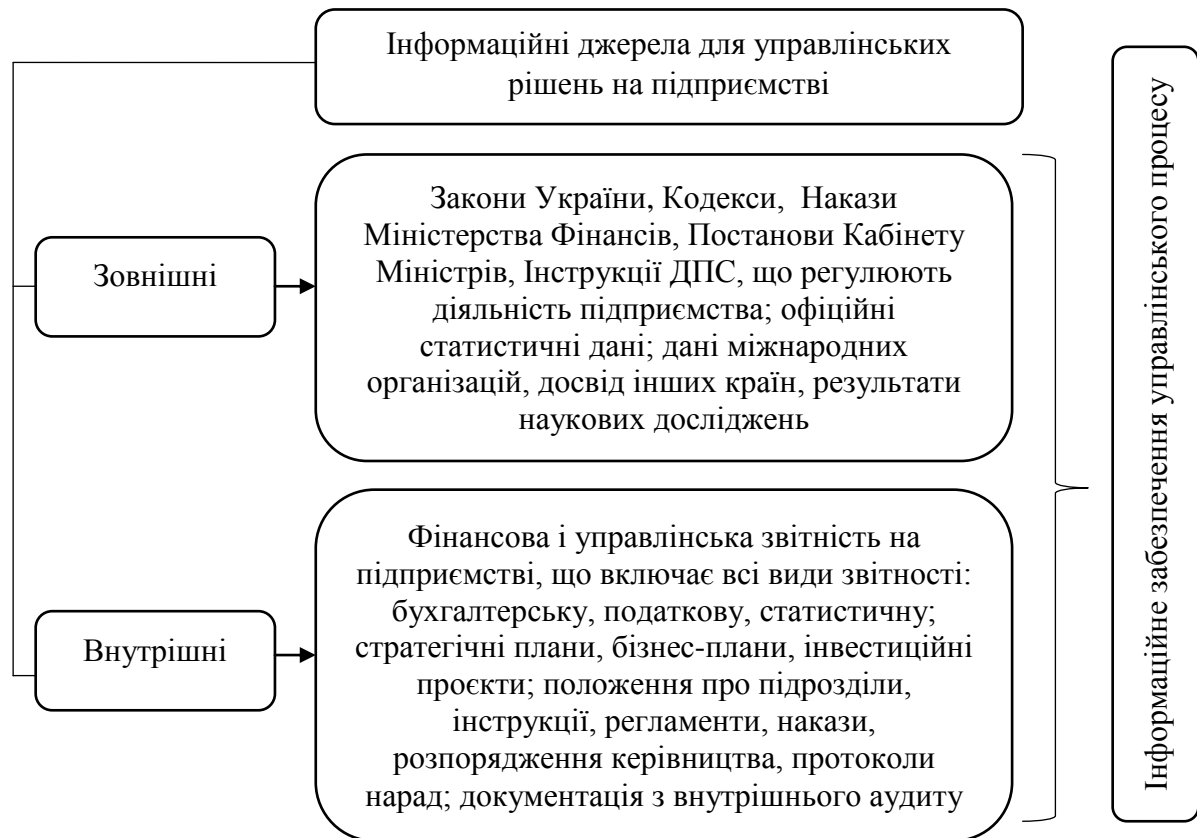 Інформаційні джерела для управлінських
рішень на підприємстві
Зовнішні
Закони України, Кодекси, Накази
Міністерства Фінансів, Постанови Кабінету
Міністрів, Інструкції ДПС, що регулюють
діяльність підприємства; офіційні
статистичні дані; дані міжнародних
організацій, досвід інших країн, результати
наукових досліджень
Внутрішні
Фінансова і управлінська звітність на
підприємстві, що включає всі види звітності:
бухгалтерську, податкову, статистичну;
стратегічні плани, бізнес-плани, інвестиційні
проєкти; положення про підрозділи,
інструкції, регламенти, накази,
розпорядження керівництва, протоколи
нарад; документація з внутрішнього аудиту
Інформаційне забезпечення управлінського процесу